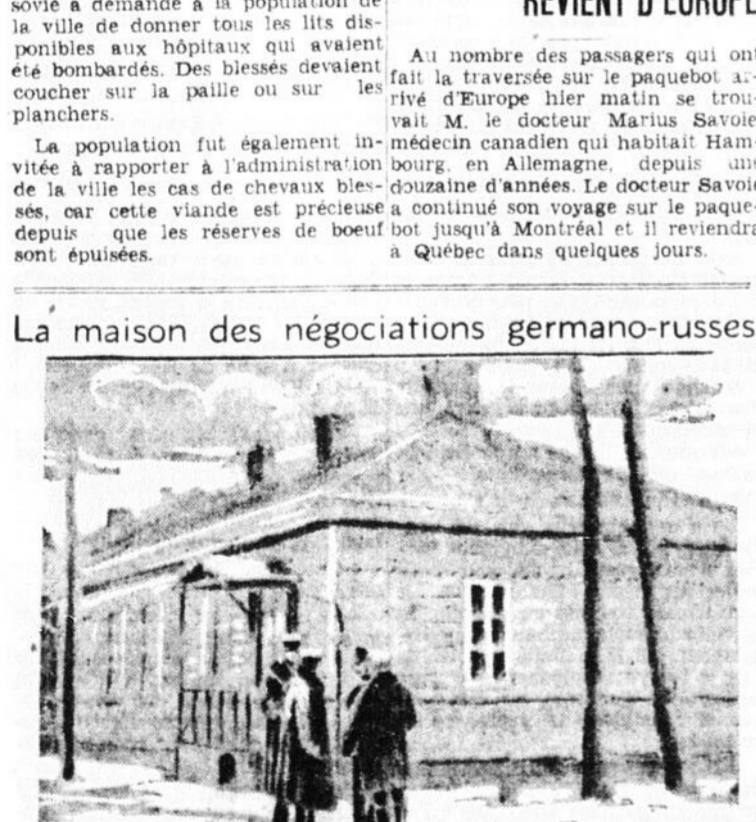 sovie a demandé à la population de
la ville de donner tous les lits dis-
ponibles aux hôpitaux qui avaient
été bombardés. Des blessés devaient
coucher sur la paille ou sur les
planchers.
La population fut également in-
vitée à rapporter à l'administration
de la ville les cas de chevaux bles-
sés, car cette viande est précieuse
depuis que les réserves de boeuf
sont épuisées.
REVIENT D'EUROPE
Au nombre des passagers qui ont
fait la traversée sur le paquebot ar-
rivé d'Europe hier matin se trou-
vait M. le docteur Marius Savoie
médecin canadien qui habitait Ham-
bourg, en Allemagne, depuis une
douzaine d'années. Le docteur Savoie
a continué son voyage sur le paque-
bot jusqu'à Montréal et il reviendra
à Québec dans quelques jours.
La maison des négociations germano-russes